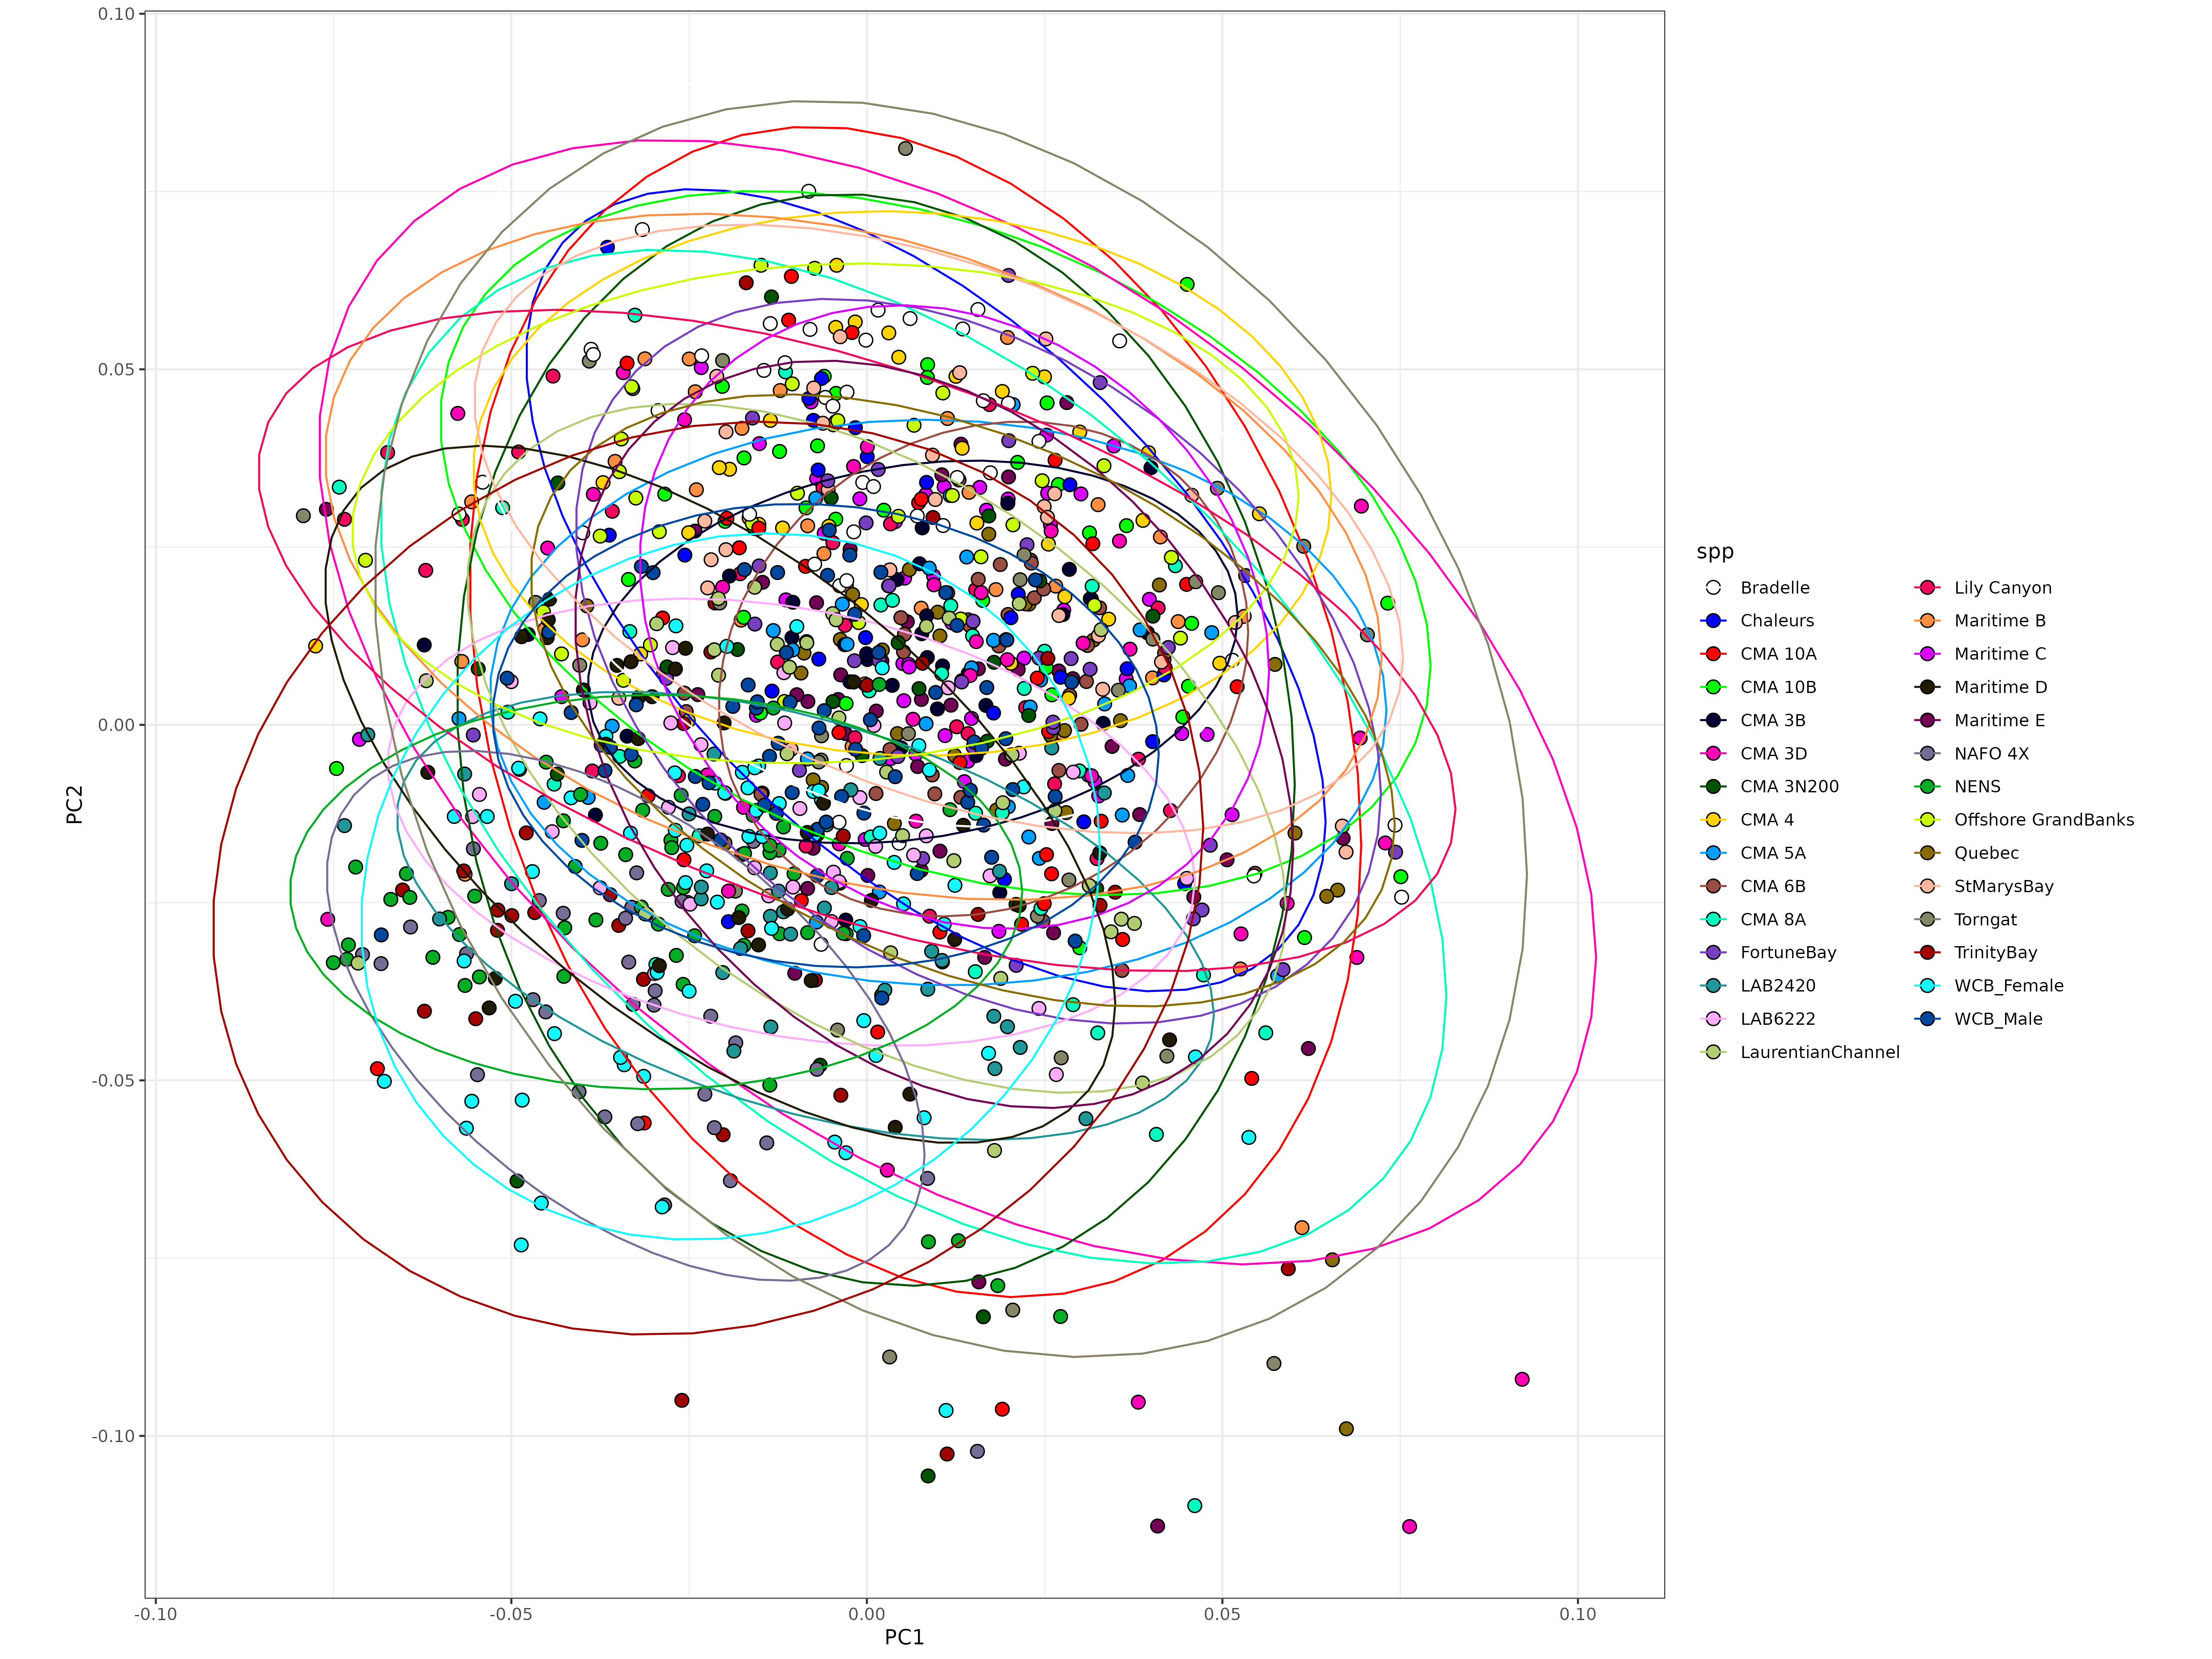 0.10
0.05
0.00
-0.05
-0.10
PC2
-0.10
-0.05
0.00
0.05
0.10
PC1
spp
Bradelle
Chaleurs
CMA 10A
CMA 10B
CMA 3B
CMA 3D
CMA 3N200
CMA 4
CMA 5A
CMA 6B
CMA 8A
FortuneBay
LAB2420
LAB6222
LaurentianChannel
Lily Canyon
Maritime B
Maritime C
Maritime D
Maritime E
NAFO 4X
NENS
Offshore GrandBanks
Quebec
StMarysBay
Torngat
TrinityBay
WCB_Female
WCB_Male